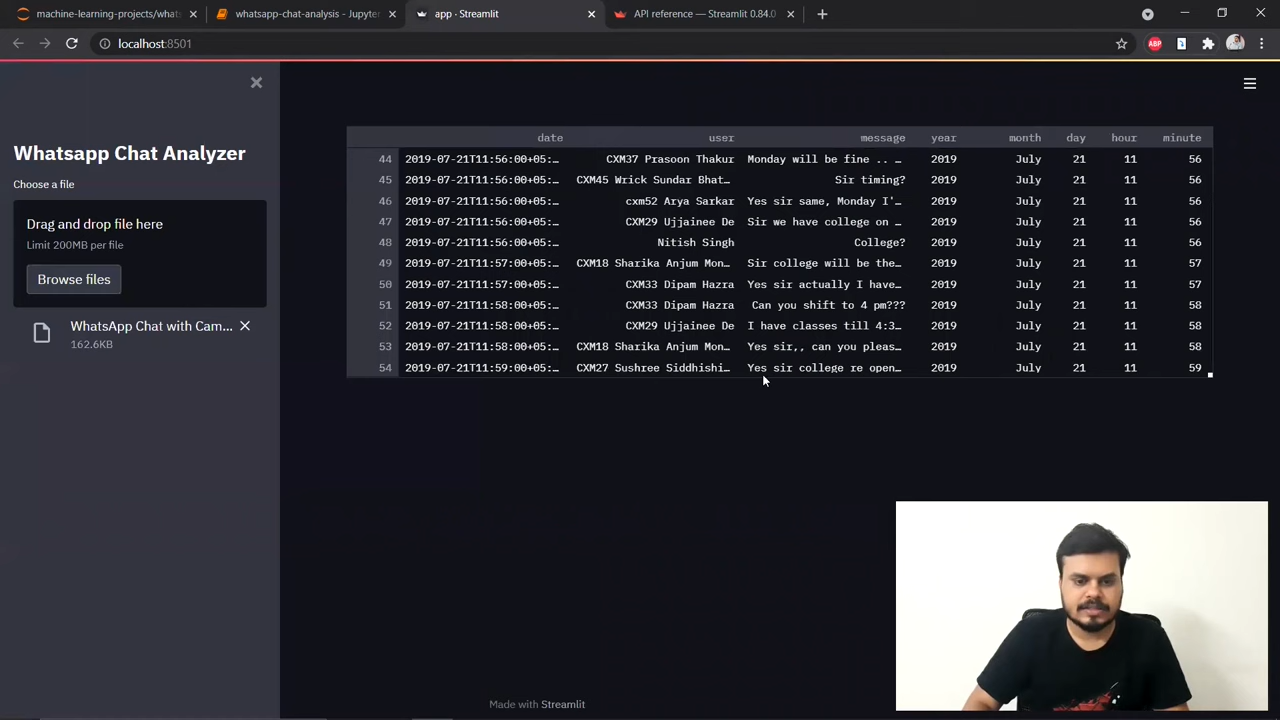 machine-learning-projects/what
whatsapp-chat-analysis - Jupyter
app · Streamlit
API reference — Streamlit 0.84.0
localhost:8501
ABP
Whatsapp Chat Analyzer
Choose a file
Drag and drop file here
Limit 200MB per file
Browse files
WhatsApp Chat with Cam...
162.6KB
date user message year month day hour minute
44 2019-07-21T11:56:00+05:… CXM37 Prasoon Thakur Monday will be fine .. … 2019 July 21 11 56
45 2019-07-21T11:56:00+05:… CXM45 Wrick Sundar Bhat… Sir timing? 2019 July 21 11 56
46 2019-07-21T11:56:00+05:… cxm52 Arya Sarkar Yes sir same, Monday I'… 2019 July 21 11 56
47 2019-07-21T11:56:00+05:… CXM29 Ujjainee De Sir we have college on … 2019 July 21 11 56
48 2019-07-21T11:56:00+05:… Nitish Singh College? 2019 July 21 11 56
49 2019-07-21T11:57:00+05:… CXM18 Sharika Anjum Mon… Sir college will be the… 2019 July 21 11 57
50 2019-07-21T11:57:00+05:… CXM33 Dipam Hazra Yes sir actually I have… 2019 July 21 11 57
51 2019-07-21T11:58:00+05:… CXM33 Dipam Hazra Can you shift to 4 pm??? 2019 July 21 11 58
52 2019-07-21T11:58:00+05:… CXM29 Ujjainee De I have classes till 4:3… 2019 July 21 11 58
53 2019-07-21T11:58:00+05:… CXM18 Sharika Anjum Mon… Yes sir,, can you pleas… 2019 July 21 11 58
54 2019-07-21T11:59:00+05:… CXM27 Sushree Siddhishi… Yes sir college re open… 2019 July 21 11 59
Made with Streamlit